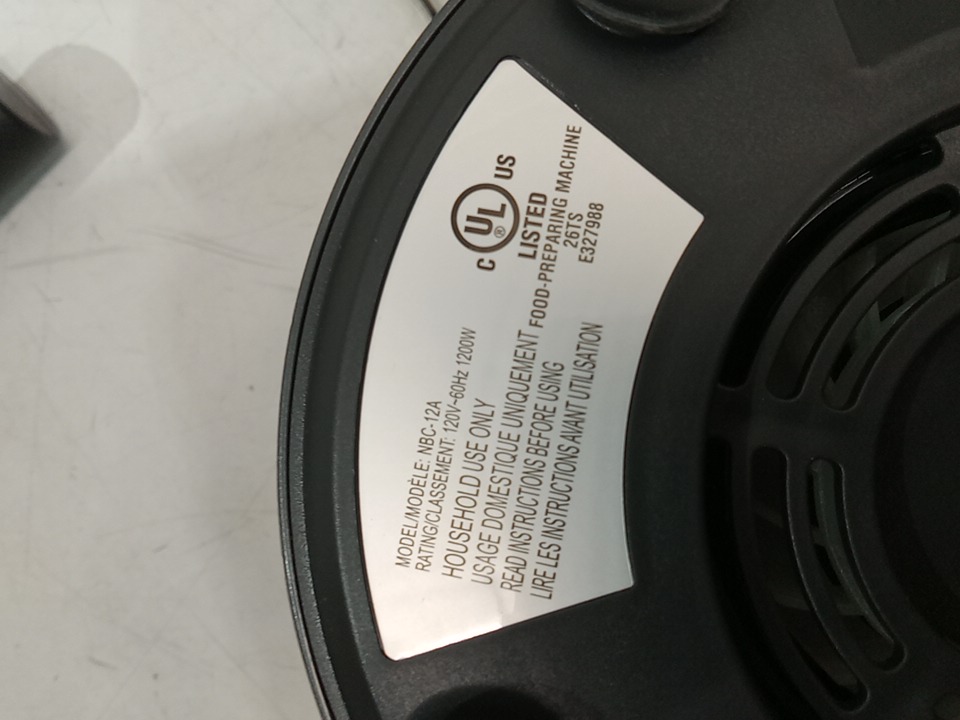 MODEL/MODÈLE: NBC-12A
RATING/CLASSEMENT: 120V~60Hz 1200W
HOUSEHOLD USE ONLY
USAGE DOMESTIQUE UNIQUEMENT
READ INSTRUCTIONS BEFORE USING
LIRE LES INSTRUCTIONS AVANT UTILISATION
C UL ® US
LISTED
FOOD-PREPARING MACHINE
26TS
E327988